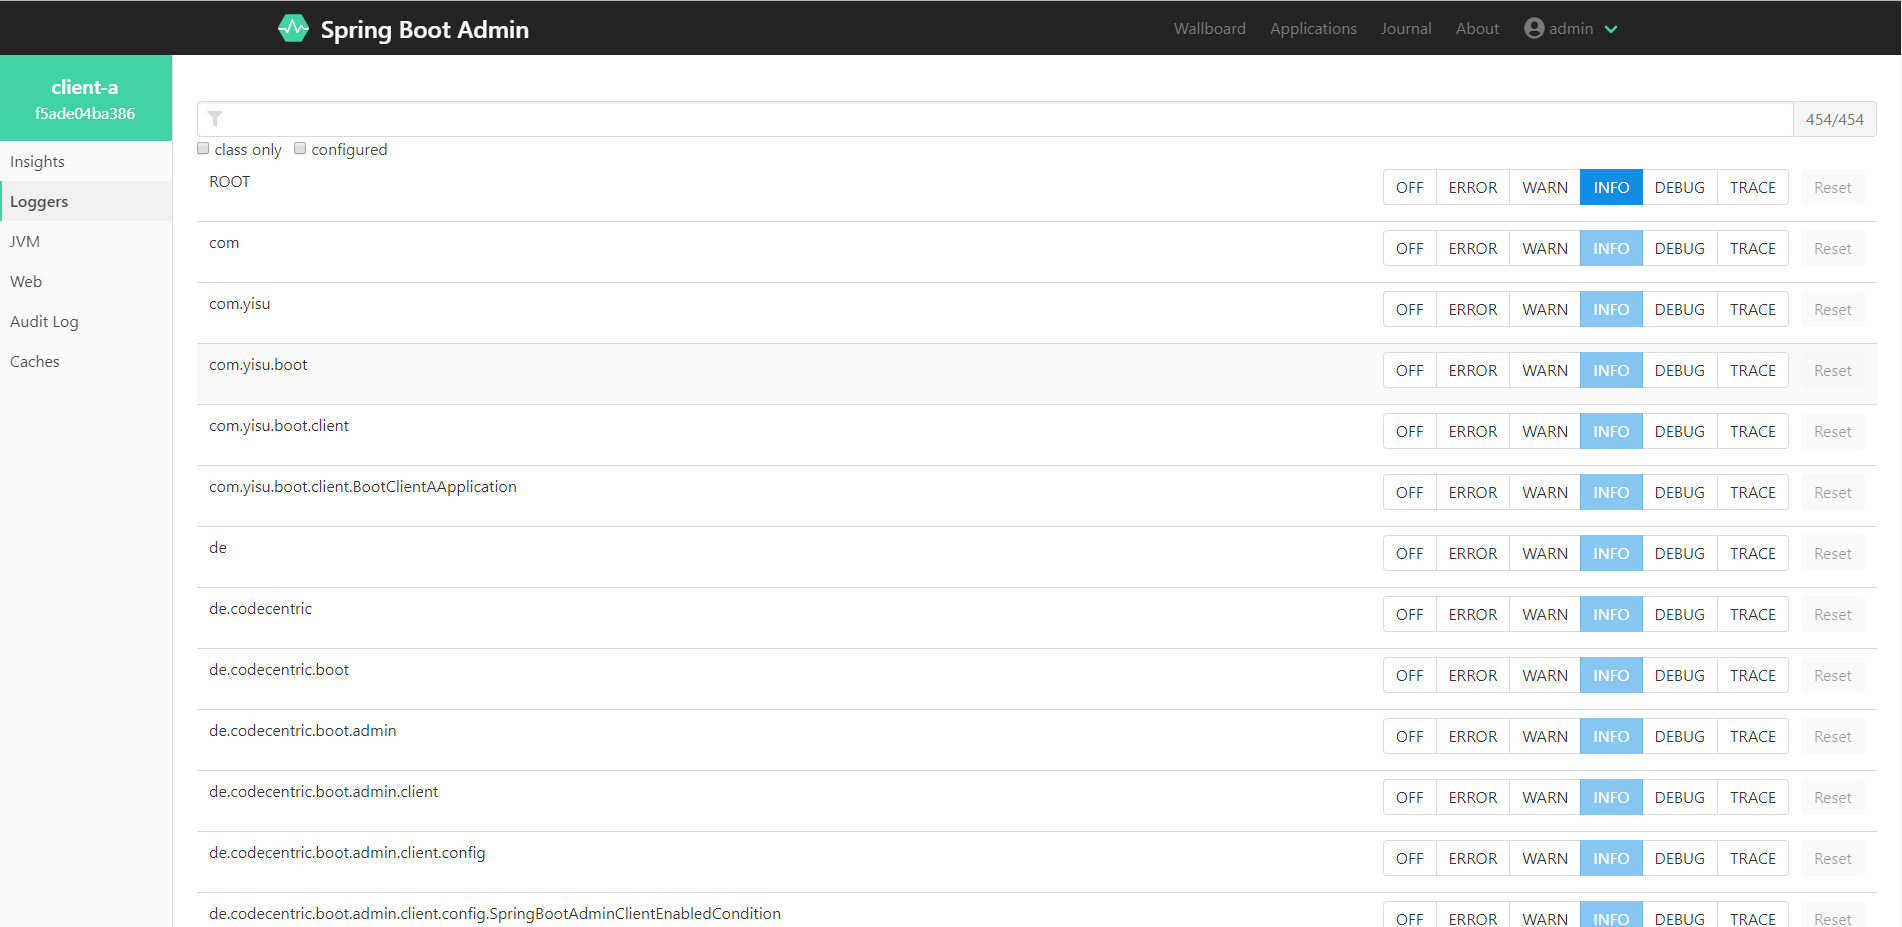 Spring Boot Admin
Wallboard Applications Journal About admin
client-a
f5ade04ba386
Insights
Loggers
JVM
Web
Audit Log
Caches
454/454
class only configured
ROOT OFF ERROR WARN INFO DEBUG TRACE Reset
com OFF ERROR WARN INFO DEBUG TRACE Reset
com.yisu OFF ERROR WARN INFO DEBUG TRACE Reset
com.yisu.boot OFF ERROR WARN INFO DEBUG TRACE Reset
com.yisu.boot.client OFF ERROR WARN INFO DEBUG TRACE Reset
com.yisu.boot.client.BootClientAApplication OFF ERROR WARN INFO DEBUG TRACE Reset
de OFF ERROR WARN INFO DEBUG TRACE Reset
de.codecentric OFF ERROR WARN INFO DEBUG TRACE Reset
de.codecentric.boot OFF ERROR WARN INFO DEBUG TRACE Reset
de.codecentric.boot.admin OFF ERROR WARN INFO DEBUG TRACE Reset
de.codecentric.boot.admin.client OFF ERROR WARN INFO DEBUG TRACE Reset
de.codecentric.boot.admin.client.config OFF ERROR WARN INFO DEBUG TRACE Reset
de.codecentric.boot.admin.client.config.SpringBootAdminClientEnabledCondition OFF ERROR WARN INFO DEBUG TRACE Reset